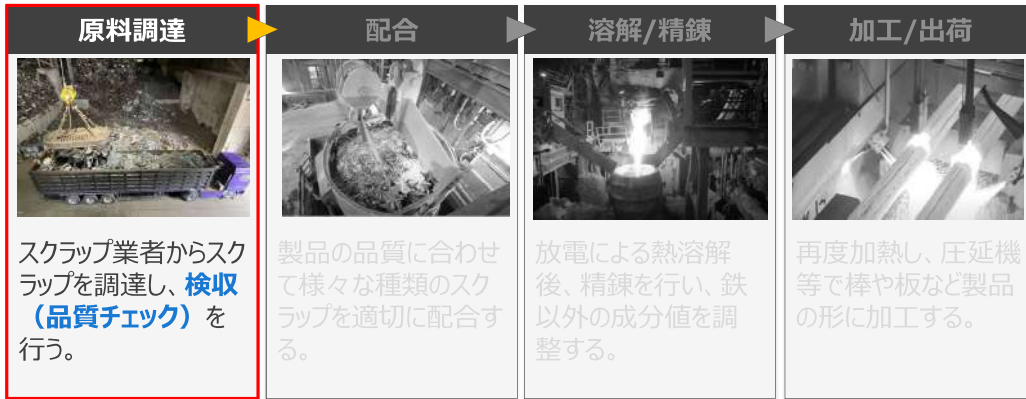 原料調達
スクラップ業者からスク
ラップを調達し、検収
（品質チェック）を
行う。
配合
製品の品質に合わせ
て様々な種類のスク
ラップを適切に配合す
る。
溶解/精錬
放電による熱溶解
後、精錬を行い、鉄
以外の成分値を調
整する。
加工/出荷
再度加熱し、圧延機
等で棒や板など製品
の形に加工する。